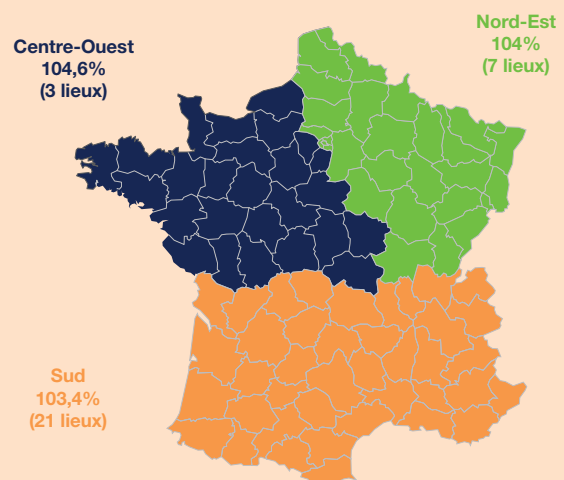 Nord-Est
104%
(7 lieux)
Centre-Ouest
104,6%
(3 lieux)
Sud
103,4%
(21 lieux)